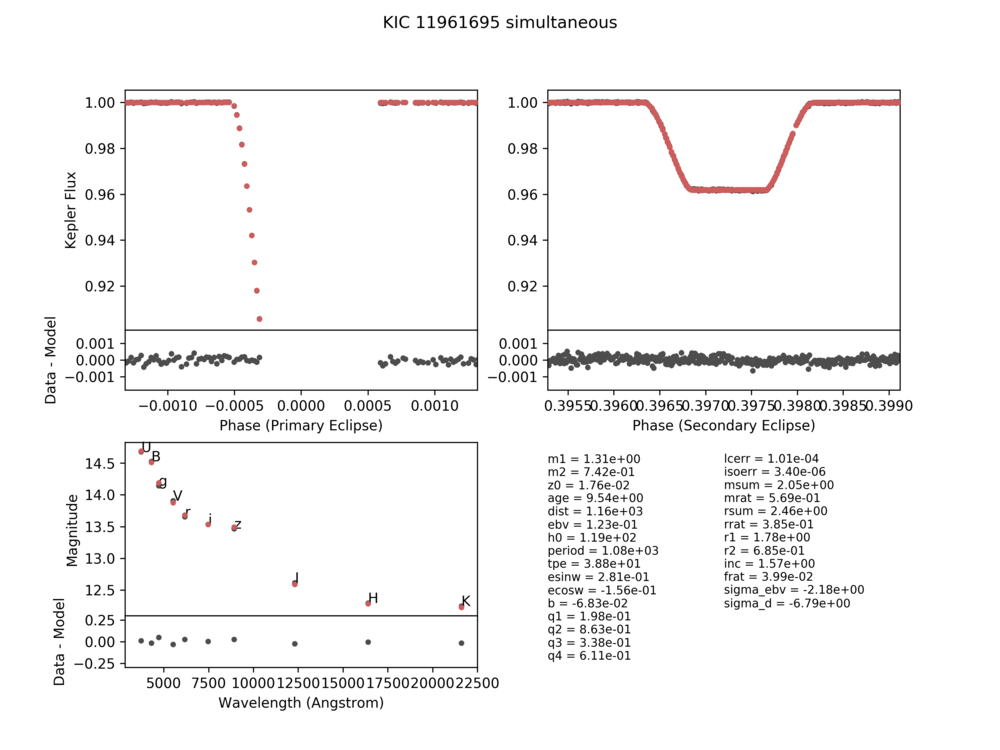 KIC 11961695 simultaneous
1.00
0.98
0.96
0.94
0.92
Kepler Flux
0.001
0.000
−0.001
Data - Model
−0.0010 −0.0005 0.0000 0.0005 0.0010
Phase (Primary Eclipse)
1.00
0.98
0.96
0.94
0.92
0.001
0.000
−0.001
0.3955 0.3960 0.3965 0.3970 0.3975 0.3980 0.3985 0.3990
Phase (Secondary Eclipse)
14.5
14.0
13.5
13.0
12.5
Magnitude
U
B
g
V
r
i
z
J
H
K
0.25
0.00
−0.25
Data - Model
5000 7500 10000 12500 15000 17500 20000 22500
Wavelength (Angstrom)
m1 = 1.31e+00
m2 = 7.42e-01
z0 = 1.76e-02
age = 9.54e+00
dist = 1.16e+03
ebv = 1.23e-01
h0 = 1.19e+02
period = 1.08e+03
tpe = 3.88e+01
esinw = 2.81e-01
ecosw = -1.56e-01
b = -6.83e-02
q1 = 1.98e-01
q2 = 8.63e-01
q3 = 3.38e-01
q4 = 6.11e-01
lcerr = 1.01e-04
isoerr = 3.40e-06
msum = 2.05e+00
mrat = 5.69e-01
rsum = 2.46e+00
rrat = 3.85e-01
r1 = 1.78e+00
r2 = 6.85e-01
inc = 1.57e+00
frat = 3.99e-02
sigma_ebv = -2.18e+00
sigma_d = -6.79e+00